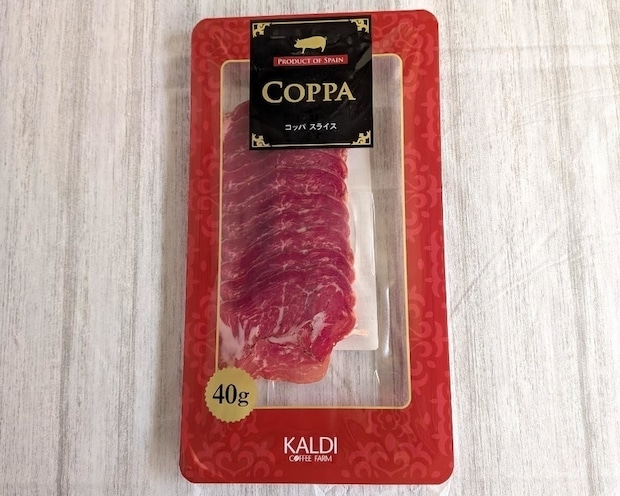 PRODUCT OF SPAIN
COPPA
コッパ スライス
40g
KALDI
COFFEE FARM